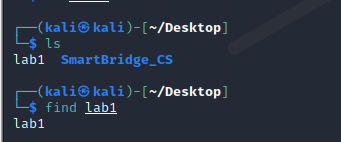 ┌──(kali㉿kali)-[~/Desktop]
└─$ ls
lab1  SmartBridge_CS
┌──(kali㉿kali)-[~/Desktop]
└─$ find lab1
lab1